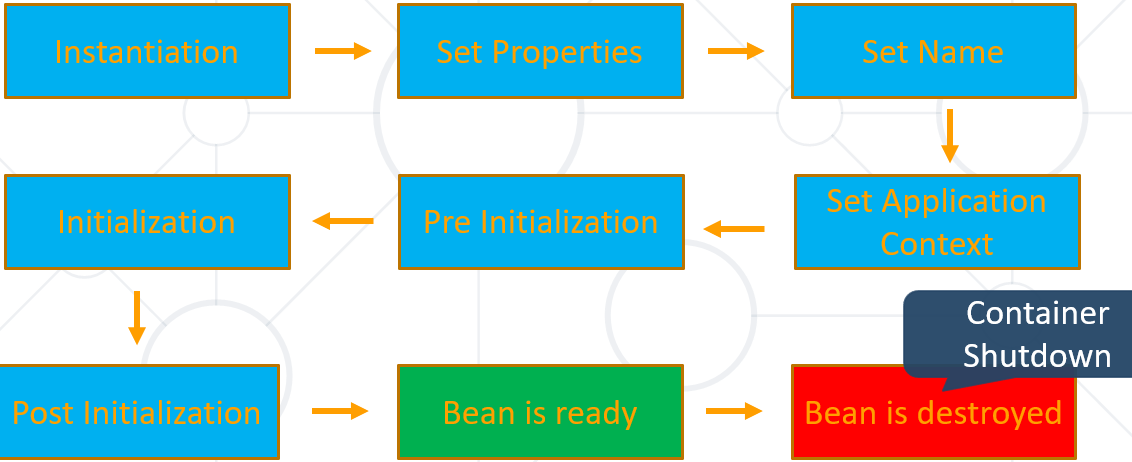 Instantiation
Set Properties
Set Name
Set Application
Context
Pre Initialization
Initialization
Post Initialization
Bean is ready
Container
Shutdown
Bean is destroyed